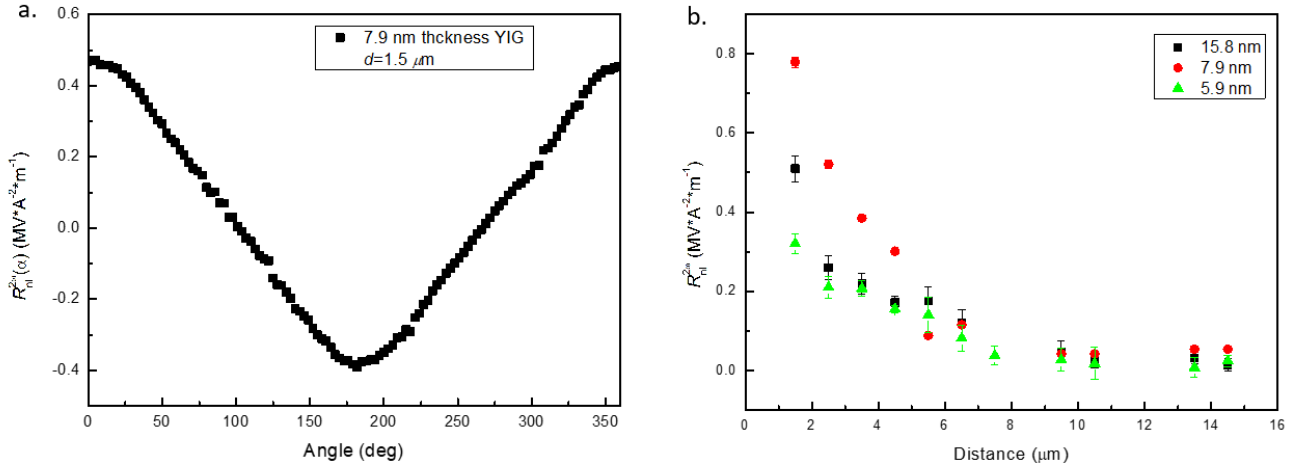 a.
0.6
0.4
0.2
0.0
-0.2
-0.4
R_nl^2ω(α) (MV*A^-2*m^-1)
7.9 nm thckness YIG
d=1.5 μm
0 50 100 150 200 250 300 350
Angle (deg)
b.
0.8
0.6
0.4
0.2
0.0
R_nl^2ω (MV*A^-2*m^-1)
15.8 nm
7.9 nm
5.9 nm
0 2 4 6 8 10 12 14 16
Distance (μm)